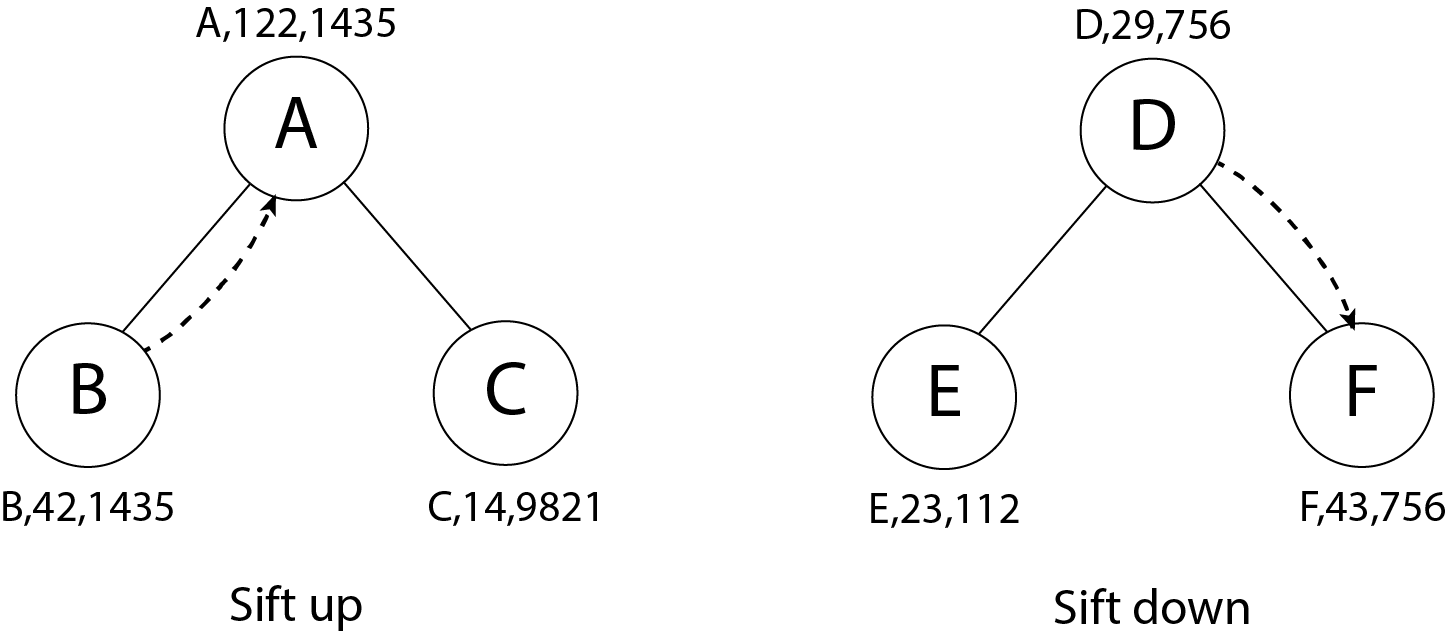 A,122,1435
A
B
C
B,42,1435
C,14,9821
Sift up
D,29,756
D
E
F
E,23,112
F,43,756
Sift down